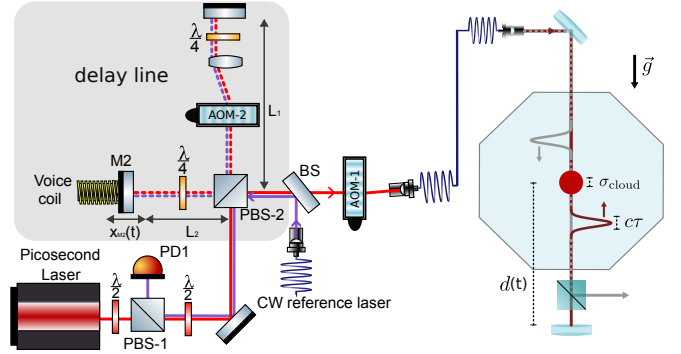 λ
4
delay line
AOM-2
L₁
M2
λ
4
Voice
coil
PBS-2
BS
AOM-1
x_M2(t)
L₂
Picosecond
Laser
PD1
λ
2
λ
2
CW reference laser
PBS-1
g⃗
σcloud
cτ
d(t)